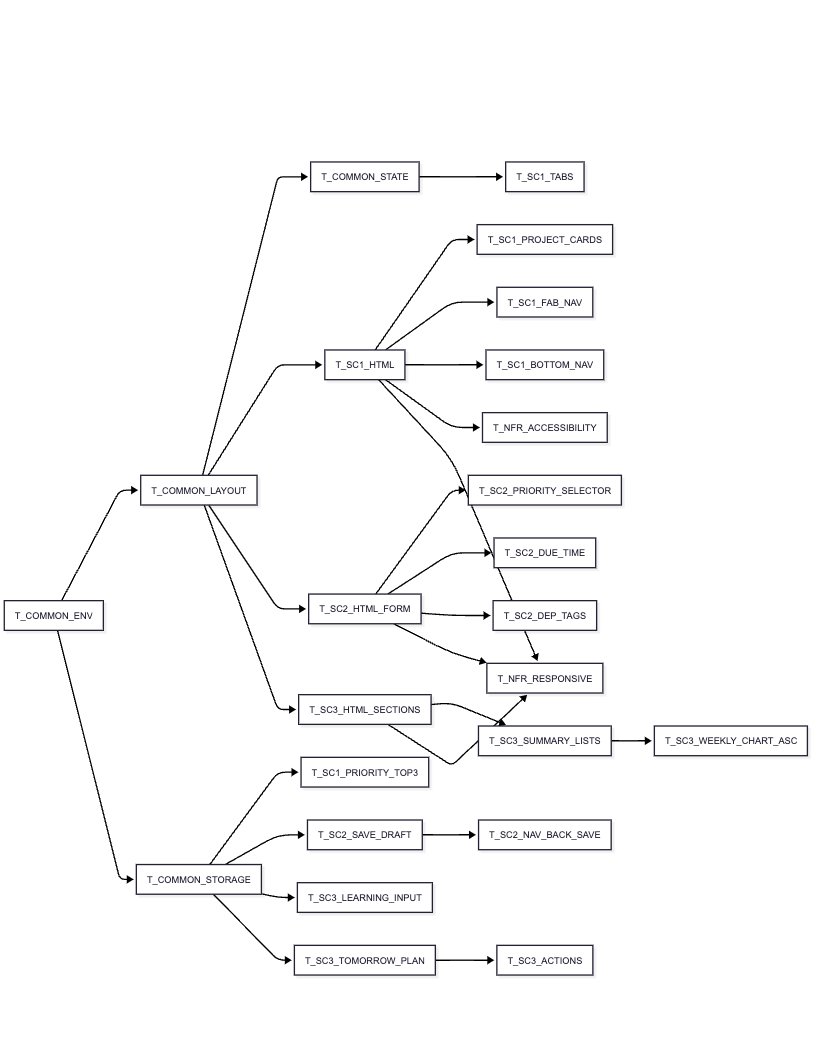 T_COMMON_STATE
T_SC1_TABS
T_SC1_PROJECT_CARDS
T_SC1_FAB_NAV
T_SC1_HTML
T_SC1_BOTTOM_NAV
T_NFR_ACCESSIBILITY
T_COMMON_LAYOUT
T_SC2_PRIORITY_SELECTOR
T_SC2_DUE_TIME
T_COMMON_ENV
T_SC2_HTML_FORM
T_SC2_DEP_TAGS
T_NFR_RESPONSIVE
T_SC3_HTML_SECTIONS
T_SC3_SUMMARY_LISTS
T_SC3_WEEKLY_CHART_ASC
T_SC1_PRIORITY_TOP3
T_SC2_SAVE_DRAFT
T_SC2_NAV_BACK_SAVE
T_COMMON_STORAGE
T_SC3_LEARNING_INPUT
T_SC3_TOMORROW_PLAN
T_SC3_ACTIONS